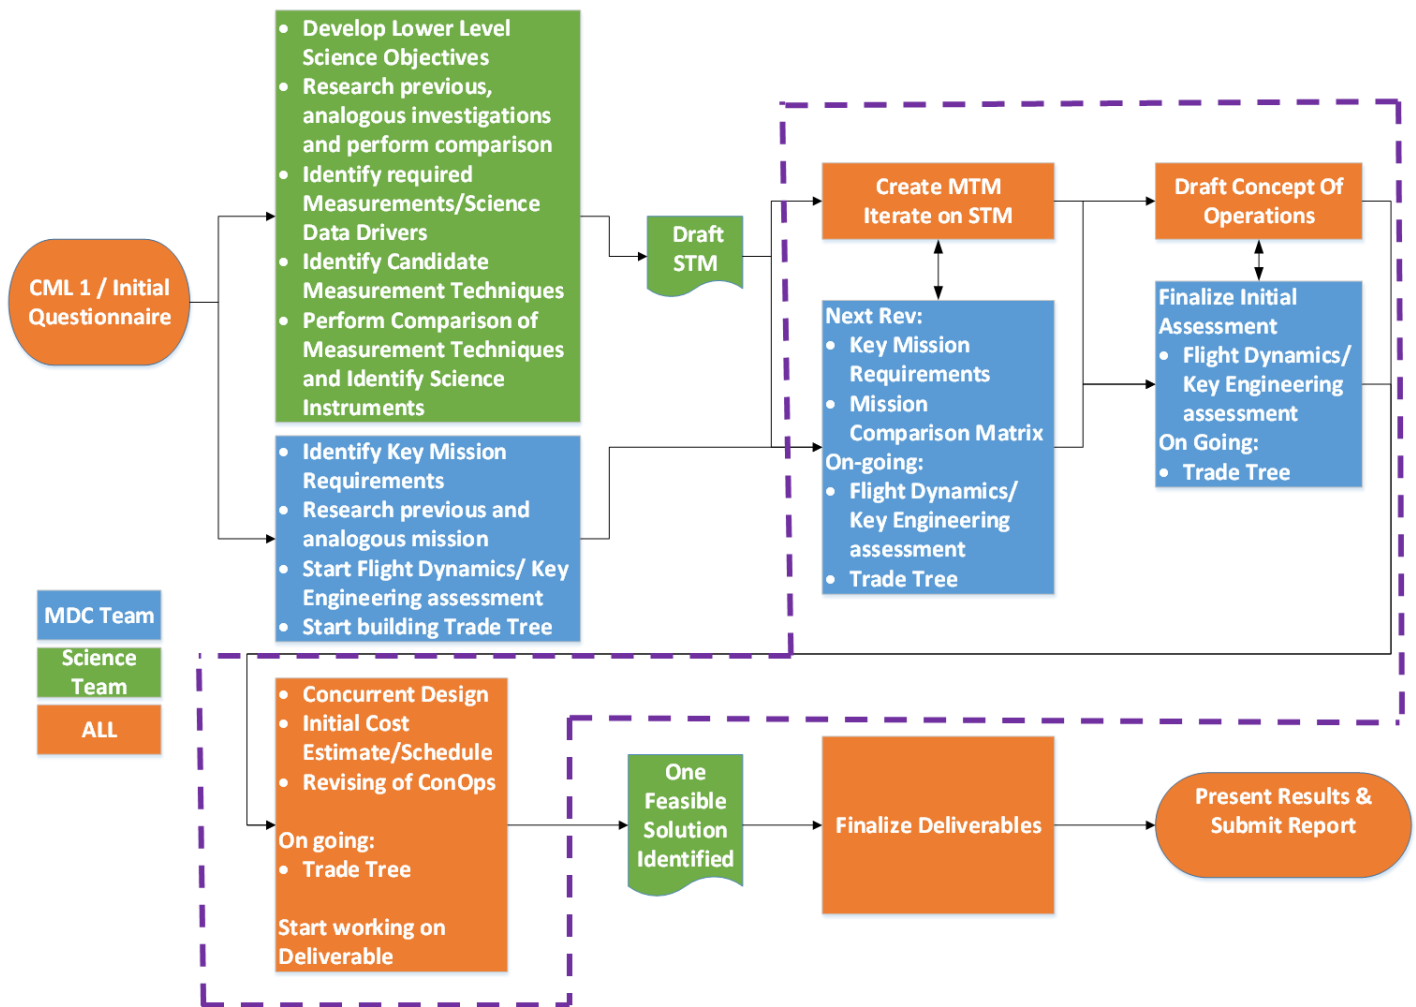 CML 1 / Initial
Questionnaire
• Develop Lower Level
Science Objectives
• Research previous,
analogous investigations
and perform comparison
• Identify required
Measurements/Science
Data Drivers
• Identify Candidate
Measurement Techniques
• Perform Comparison of
Measurement Techniques
and Identify Science
Instruments
• Identify Key Mission
Requirements
• Research previous and
analogous mission
• Start Flight Dynamics/ Key
Engineering assessment
• Start building Trade Tree
Draft
STM
Create MTM
Iterate on STM
Next Rev:
• Key Mission
Requirements
• Mission
Comparison Matrix
On-going:
• Flight Dynamics/
Key Engineering
assessment
• Trade Tree
Draft Concept Of
Operations
Finalize Initial
Assessment
• Flight Dynamics/
Key Engineering
assessment
On Going:
• Trade Tree
MDC Team
Science
Team
ALL
• Concurrent Design
• Initial Cost
Estimate/Schedule
• Revising of ConOps
On going:
• Trade Tree
Start working on
Deliverable
One
Feasible
Solution
Identified
Finalize Deliverables
Present Results &
Submit Report